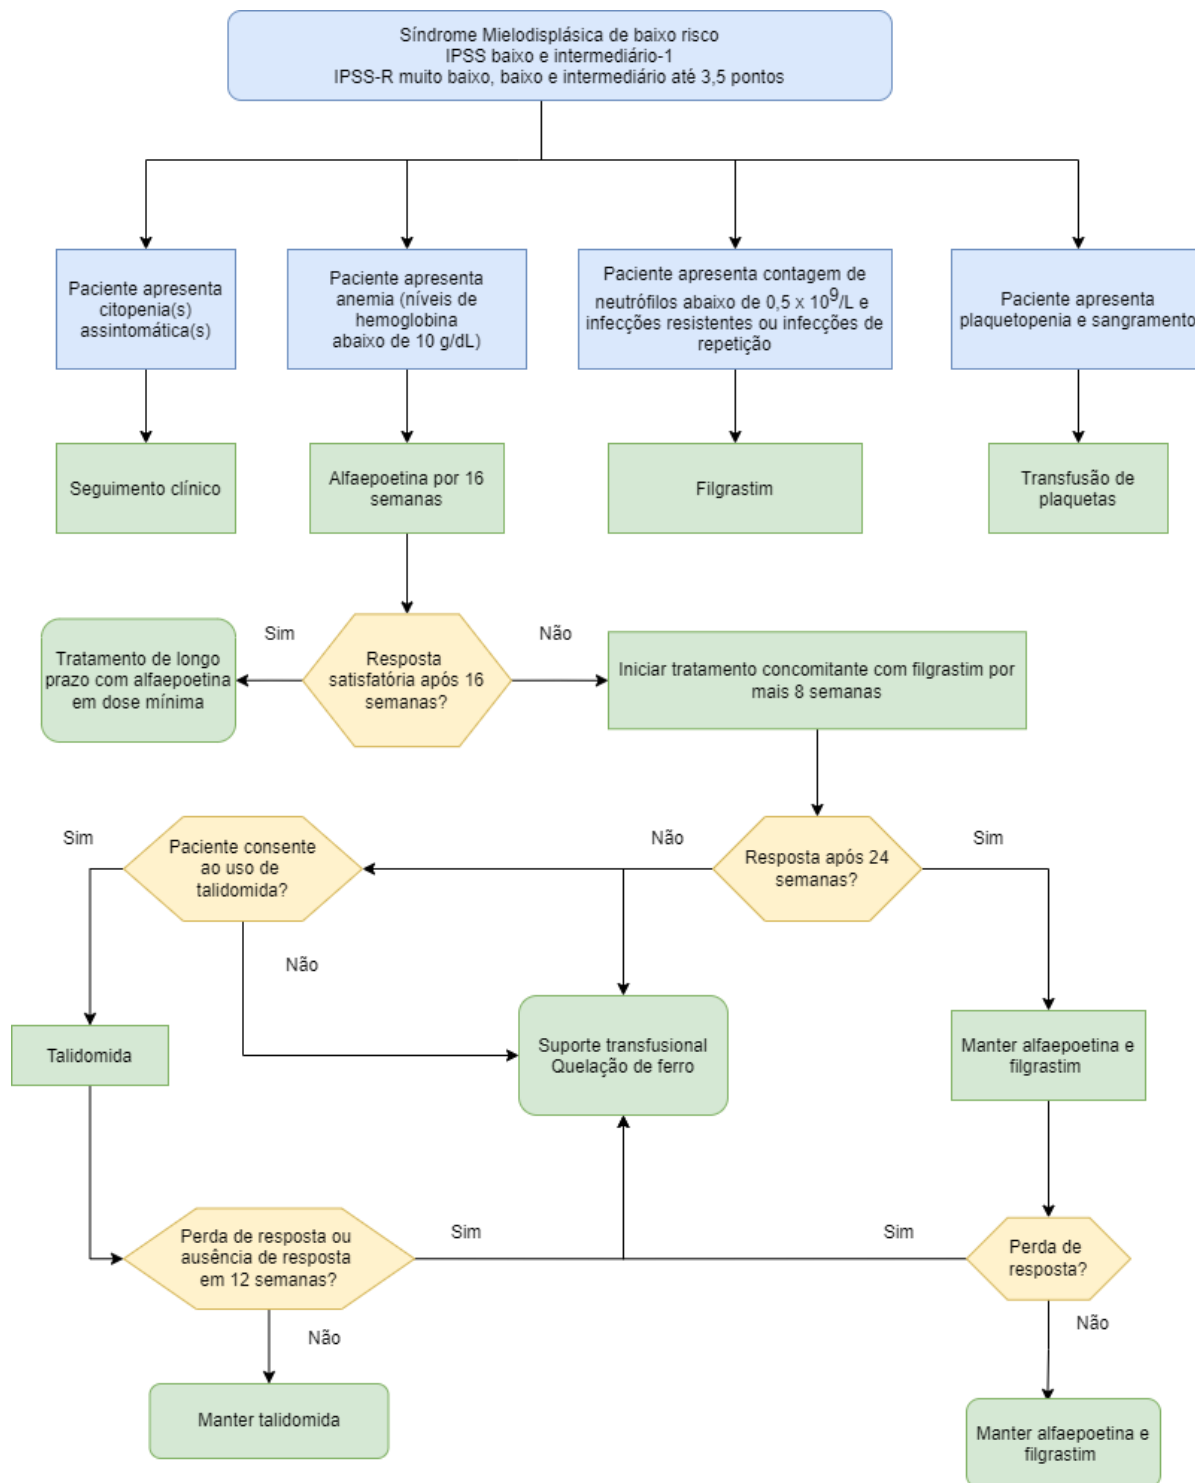 Síndrome Mielodisplásica de baixo risco
IPSS baixo e intermediário-1
IPSS-R muito baixo, baixo e intermediário até 3,5 pontos
Paciente apresenta
citopenia(s)
assintomática(s)
Paciente apresenta
anemia (níveis de
hemoglobina
abaixo de 10 g/dL)
Paciente apresenta contagem de
neutrófilos abaixo de 0,5 x 10⁹/L e
infecções resistentes ou infecções de
repetição
Paciente apresenta
plaquetopenia e sangramento
Seguimento clínico
Alfaepoetina por 16
semanas
Filgrastim
Transfusão de
plaquetas
Sim
Não
Tratamento de longo
prazo com alfaepoetina
em dose mínima
Resposta
satisfatória após 16
semanas?
Iniciar tratamento concomitante com filgrastim por
mais 8 semanas
Sim
Paciente consente
ao uso de
talidomida?
Não
Resposta após 24
semanas?
Sim
Não
Talidomida
Suporte transfusional
Quelação de ferro
Manter alfaepoetina e
filgrastim
Perda de resposta ou
ausência de resposta
em 12 semanas?
Sim
Sim
Perda de
resposta?
Não
Não
Manter talidomida
Manter alfaepoetina e
filgrastim